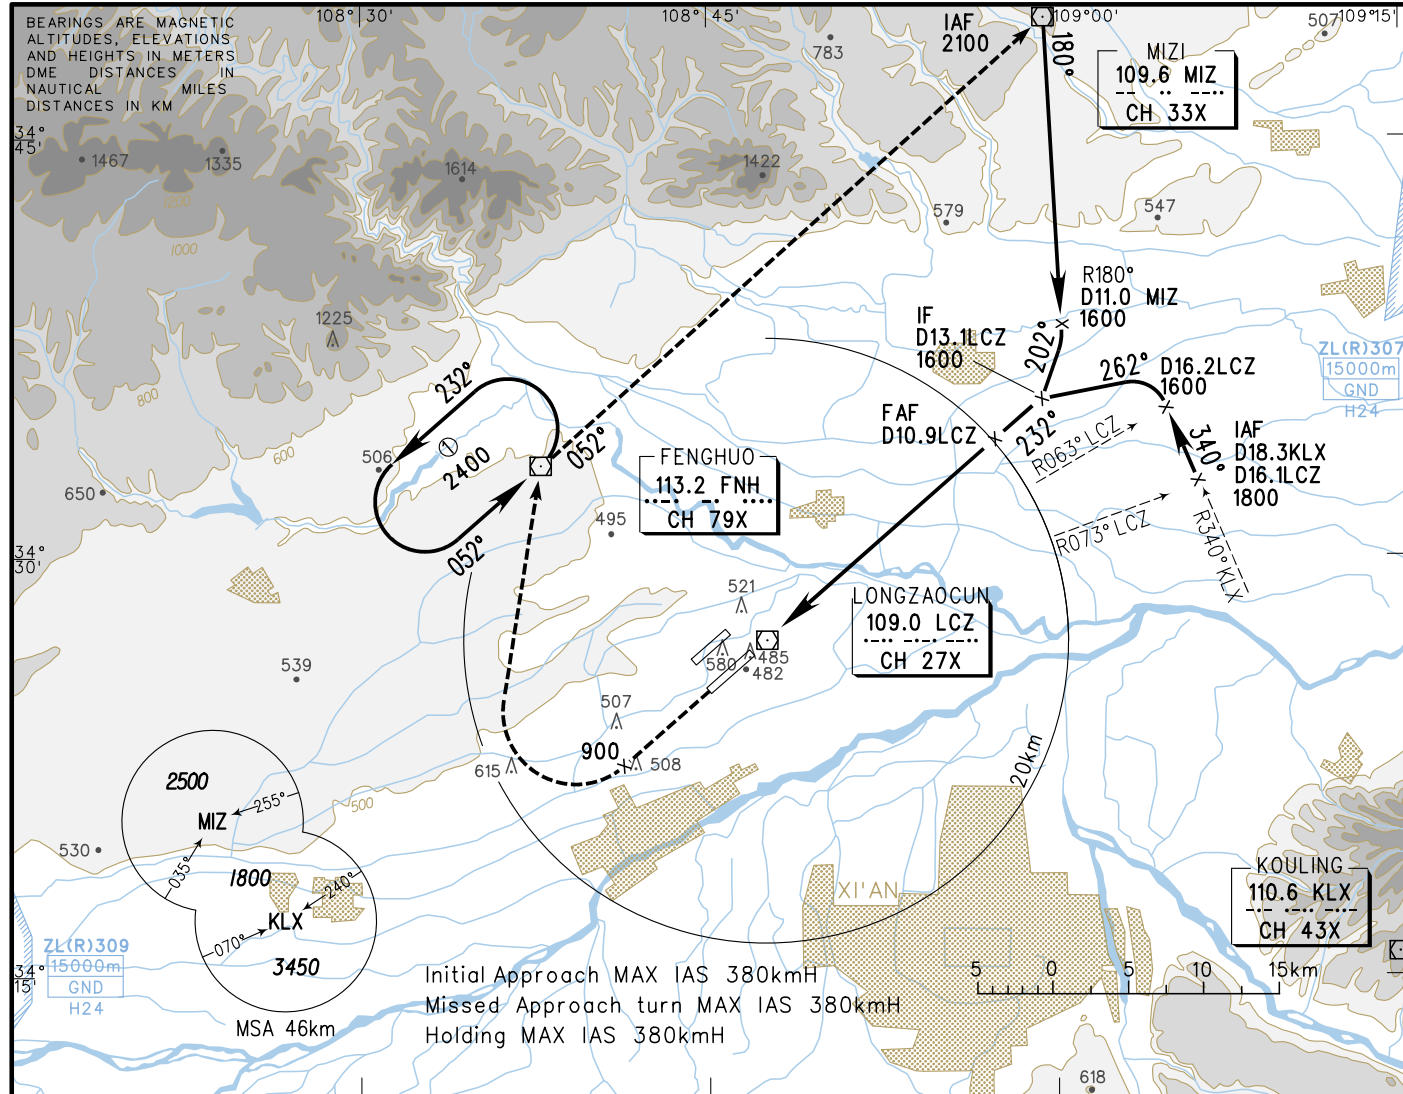 BEARINGS ARE MAGNETIC
ALTITUDES, ELEVATIONS
AND HEIGHTS IN METERS
DME DISTANCES IN
NAUTICAL MILES
DISTANCES IN KM
108°30'
108°45'
109°00'
109°15'
34°
45'
34°
30'
34°
15'
IAF
2100
180°
MIZI
109.6 MIZ
CH 33X
507
783
1467
1335
1614
1422
579
547
1200
1000
800
600
500
1225
R180°
D11.0 MIZ
1600
IF
D13.1LCZ
1600
202°
262°
D16.2LCZ
1600
ZL(R)307
15000m
GND
H24
FAF
D10.9LCZ
232°
R063° LCZ
340°
IAF
D18.3KLX
D16.1LCZ
1800
R073° LCZ
R340° KLX
232°
1
2400
052°
052°
506
650
FENGHUO
113.2 FNH
CH 79X
495
521
LONGZAOCUN
109.0 LCZ
CH 27X
580
485
482
539
507
900
508
615
20km
2500
MIZ
255°
035°
530
1800
240°
KLX
070°
3450
MSA 46km
XI'AN
KOULING
110.6 KLX
CH 43X
ZL(R)309
15000m
GND
H24
Initial Approach MAX IAS 380kmH
Missed Approach turn MAX IAS 380kmH
Holding MAX IAS 380kmH
5 0 5 10 15km
618